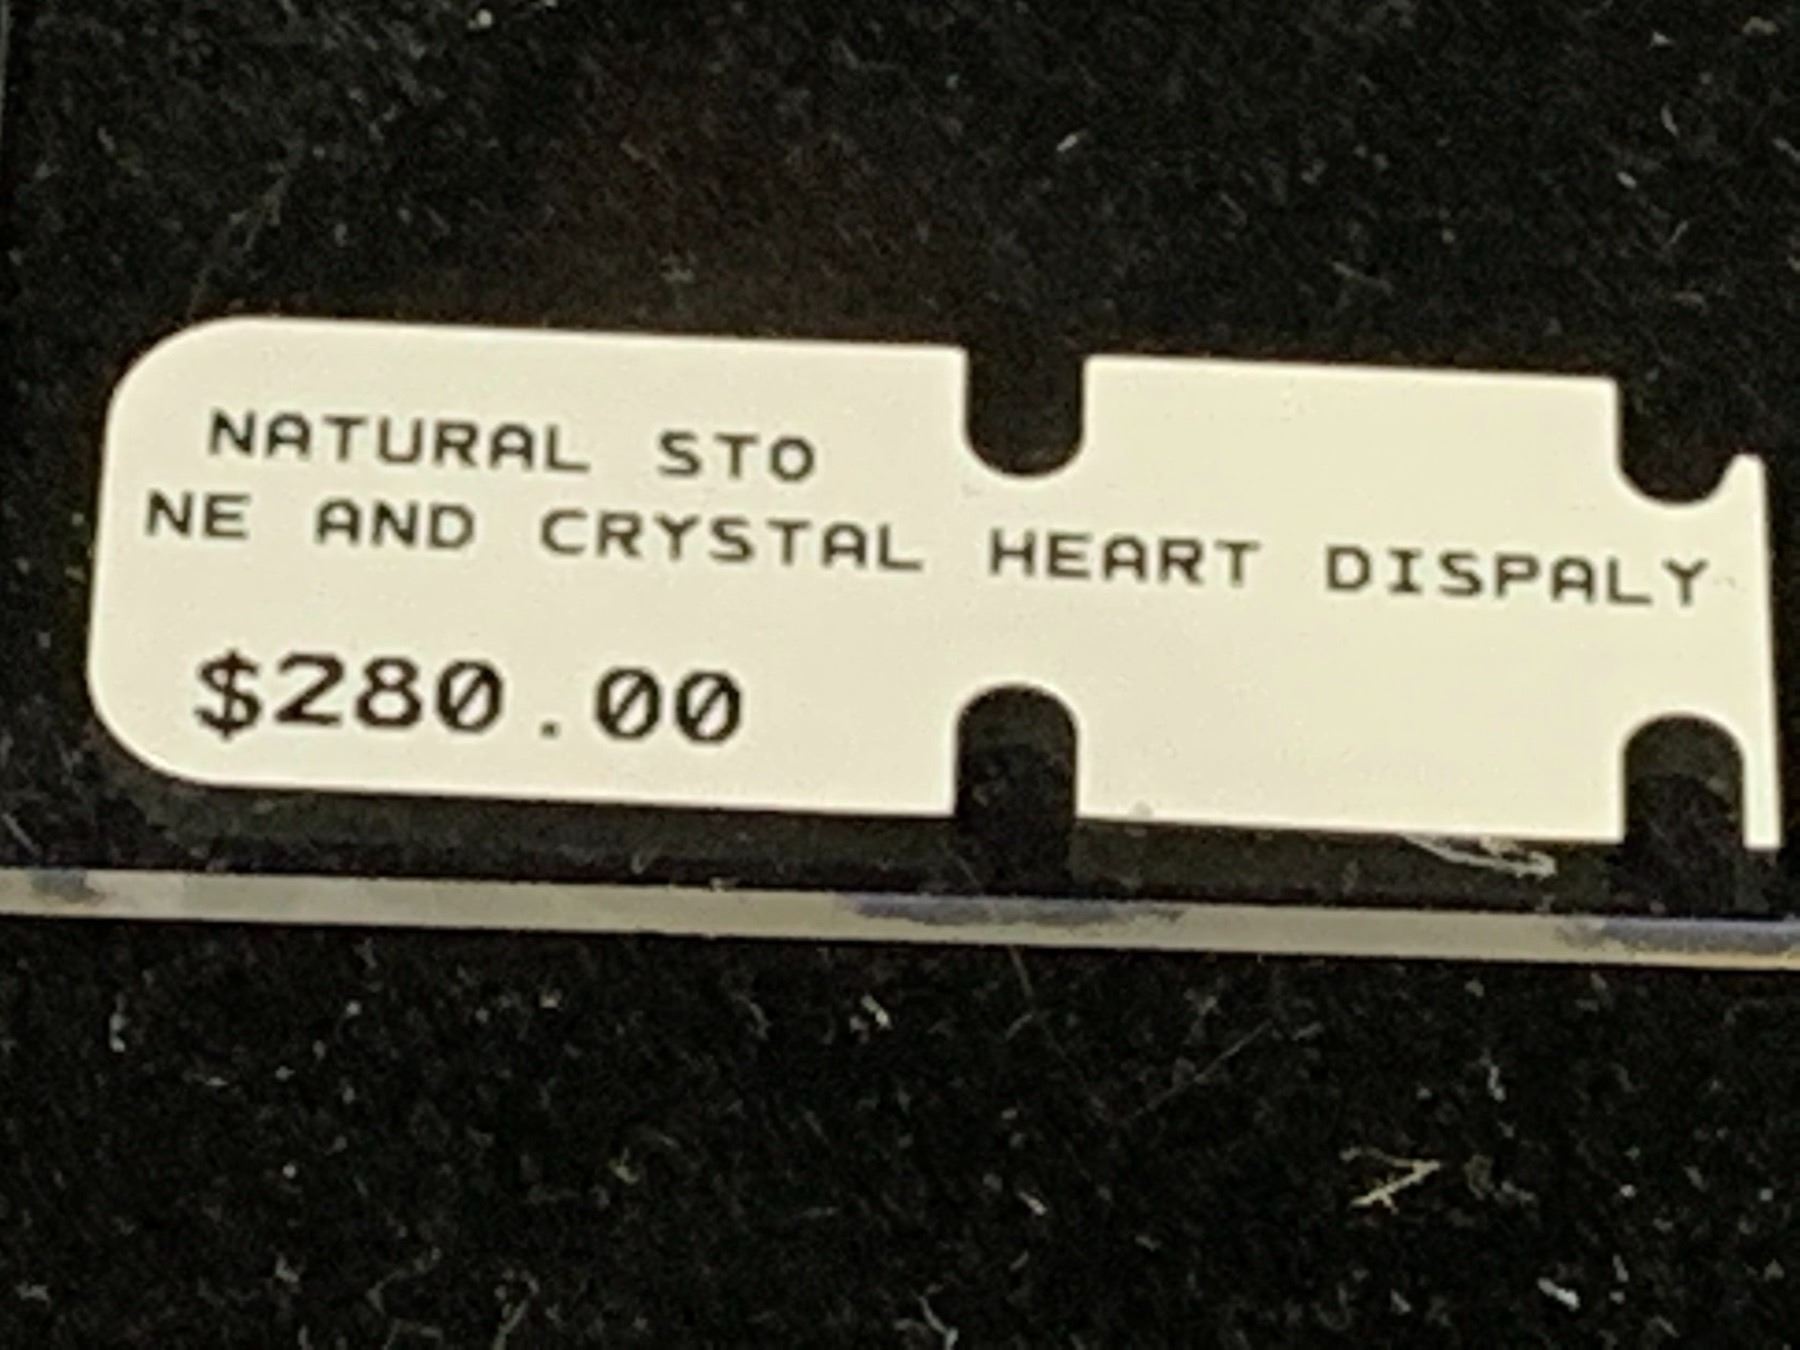 NATURAL STO
NE AND CRYSTAL HEART DISPALY
$280.00